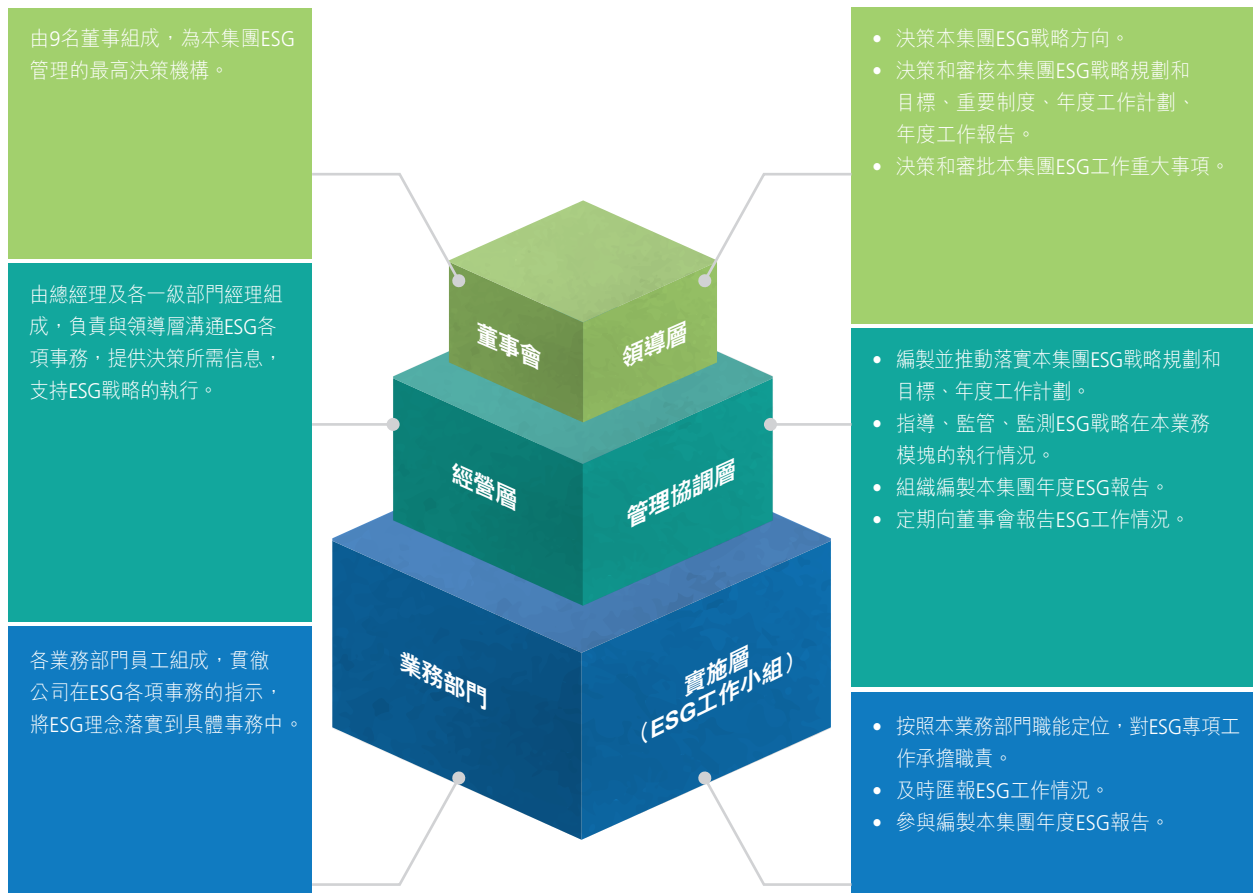 由9名董事組成，為本集團ESG
管理的最高決策機構。
• 決策本集團ESG戰略方向。
• 決策和審核本集團ESG戰略規劃和
目標、重要制度、年度工作計劃、
年度工作報告。
• 決策和審批本集團ESG工作重大事項。
董事會
領導層
由總經理及各一級部門經理組
成，負責與領導層溝通ESG各
項事務，提供決策所需信息，
支持ESG戰略的執行。
• 編製並推動落實本集團ESG戰略規劃和
目標、年度工作計劃。
• 指導、監管、監測ESG戰略在本業務
模塊的執行情況。
• 組織編製本集團年度ESG報告。
• 定期向董事會報告ESG工作情況。
經營層
管理協調層
各業務部門員工組成，貫徹
公司在ESG各項事務的指示，
將ESG理念落實到具體事務中。
業務部門
實施層
（ESG工作小組）
• 按照本業務部門職能定位，對ESG專項工
作承擔職責。
• 及時匯報ESG工作情況。
• 參與編製本集團年度ESG報告。